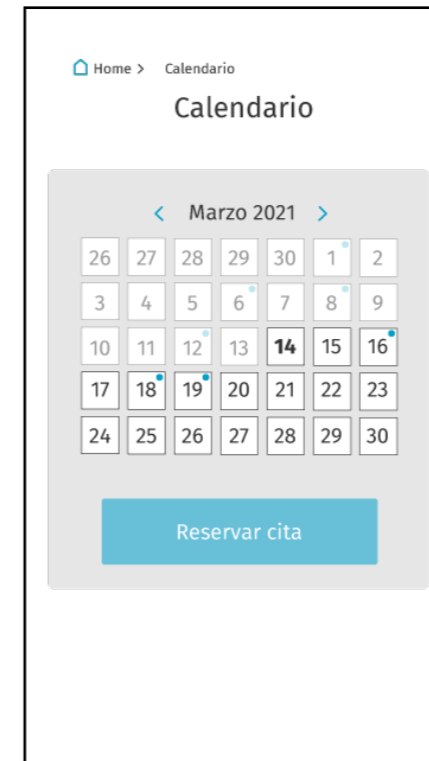 Home > Calendario
Calendario
< Marzo 2021 >
26 27 28 29 30 1 2
3 4 5 6 7 8 9
10 11 12 13 14 15 16
17 18 19 20 21 22 23
24 25 26 27 28 29 30
Reservar cita